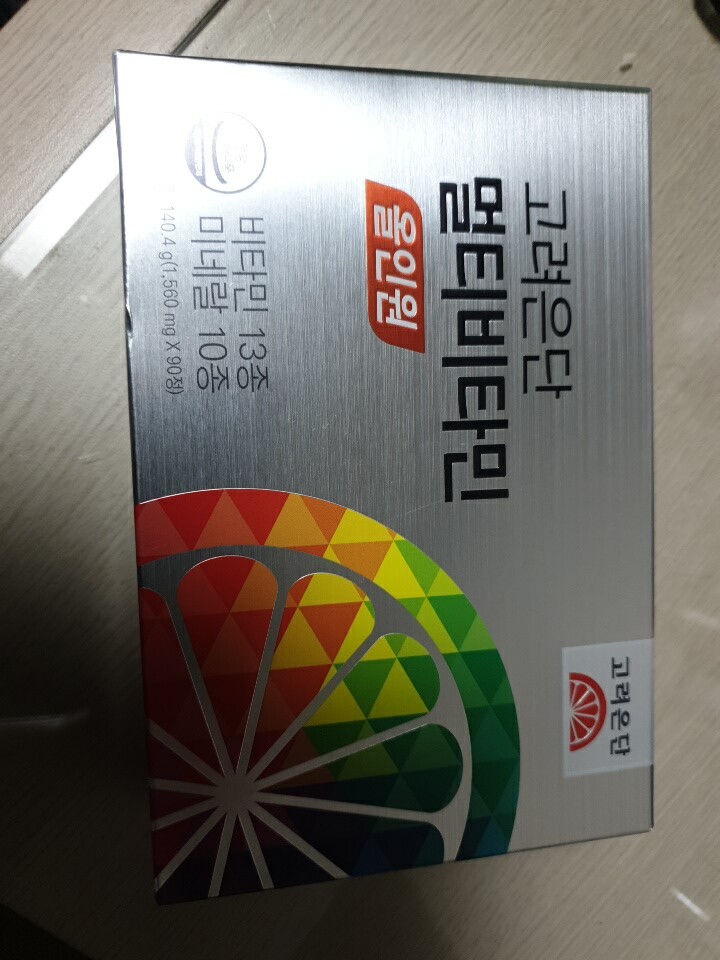 고려은단
멀티비타민
올인원
비타민 13종
미네랄 10종
140.4 g(1,560 mg X 90정)
고려은단